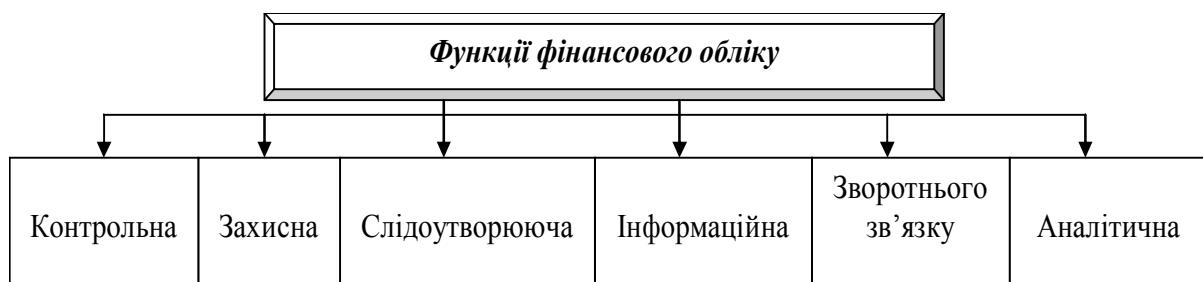 Функції фінансового обліку
Контрольна
Захисна
Слідоутворююча
Інформаційна
Зворотнього
зв’язку
Аналітична